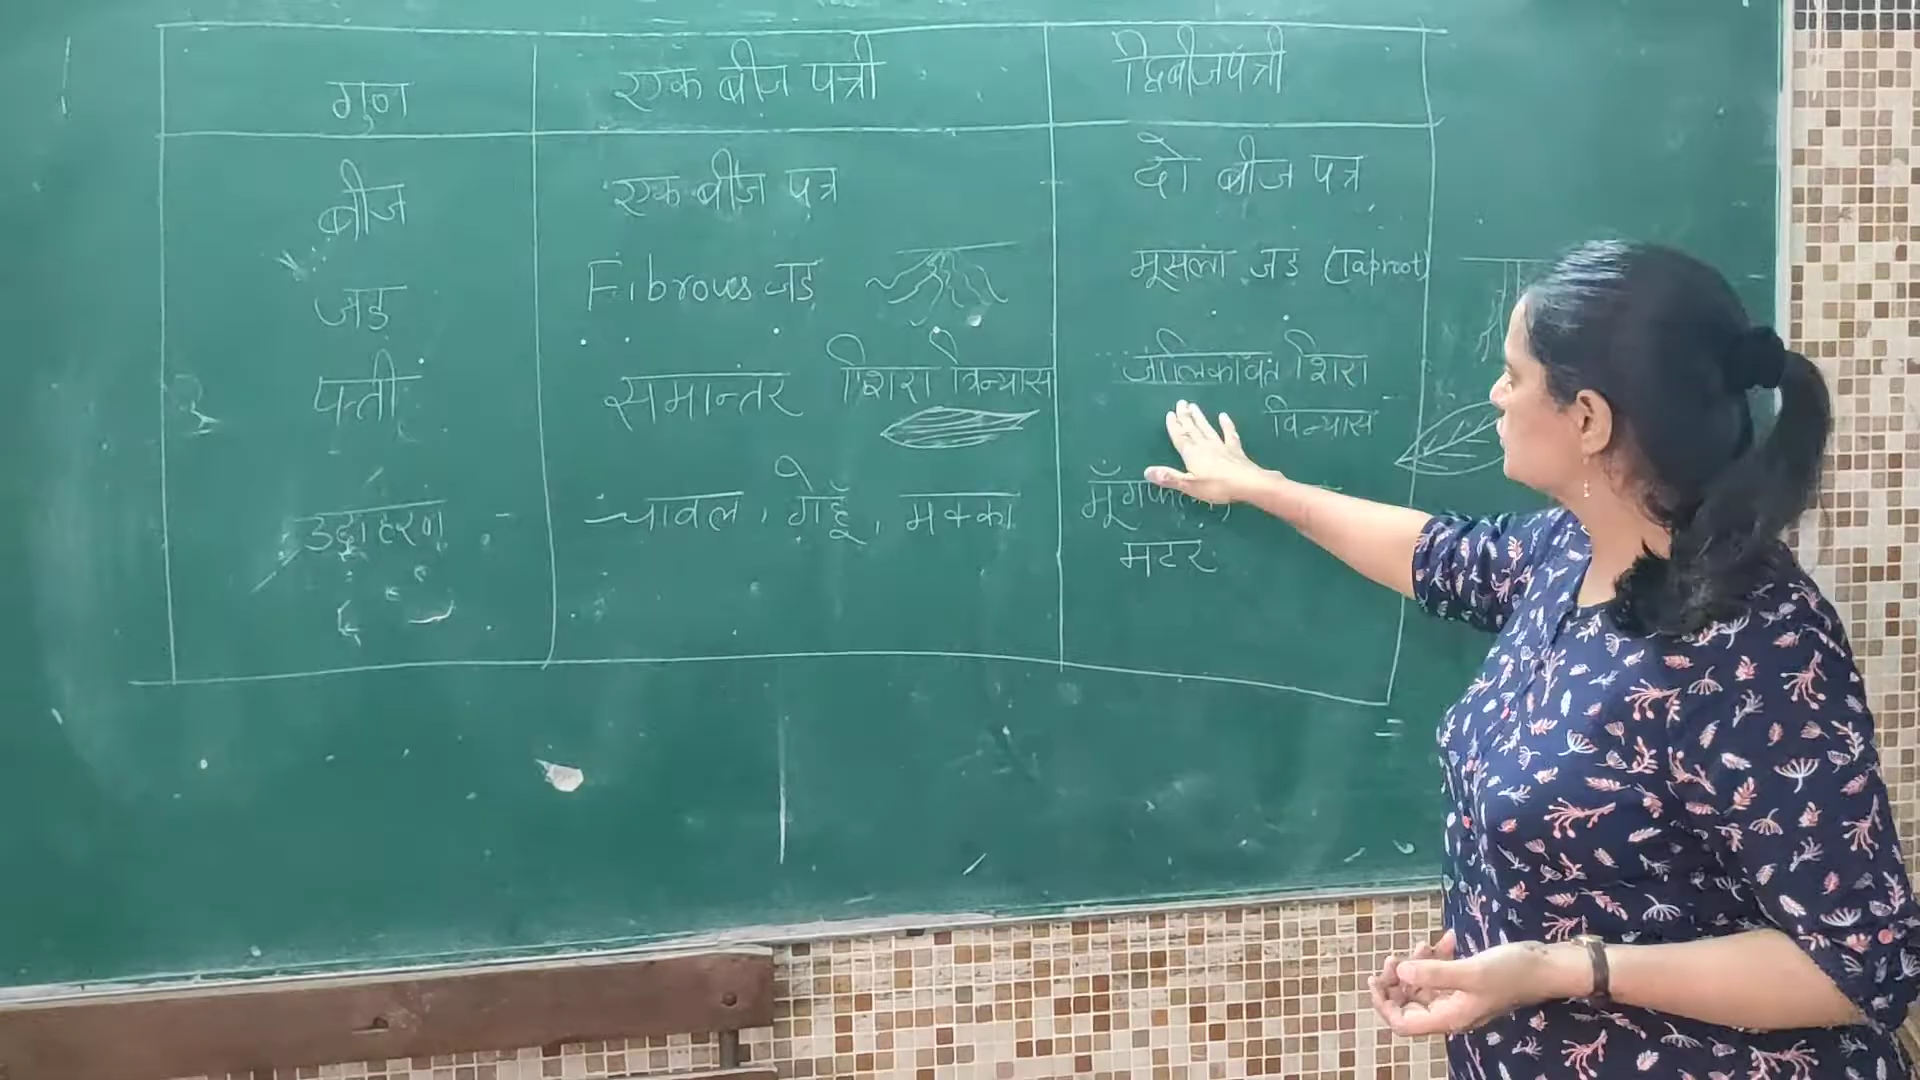 गुण एक बीज पत्री द्विबीजपत्री
बीज एक बीज पत्र दो बीज पत्र
जड़ Fibrous जड़ मूसला जड़ (Taproot)
पत्ती समान्तर शिरा विन्यास जालिकावत शिरा
विन्यास
उदाहरण चावल, गेहूँ, मक्का
मटर